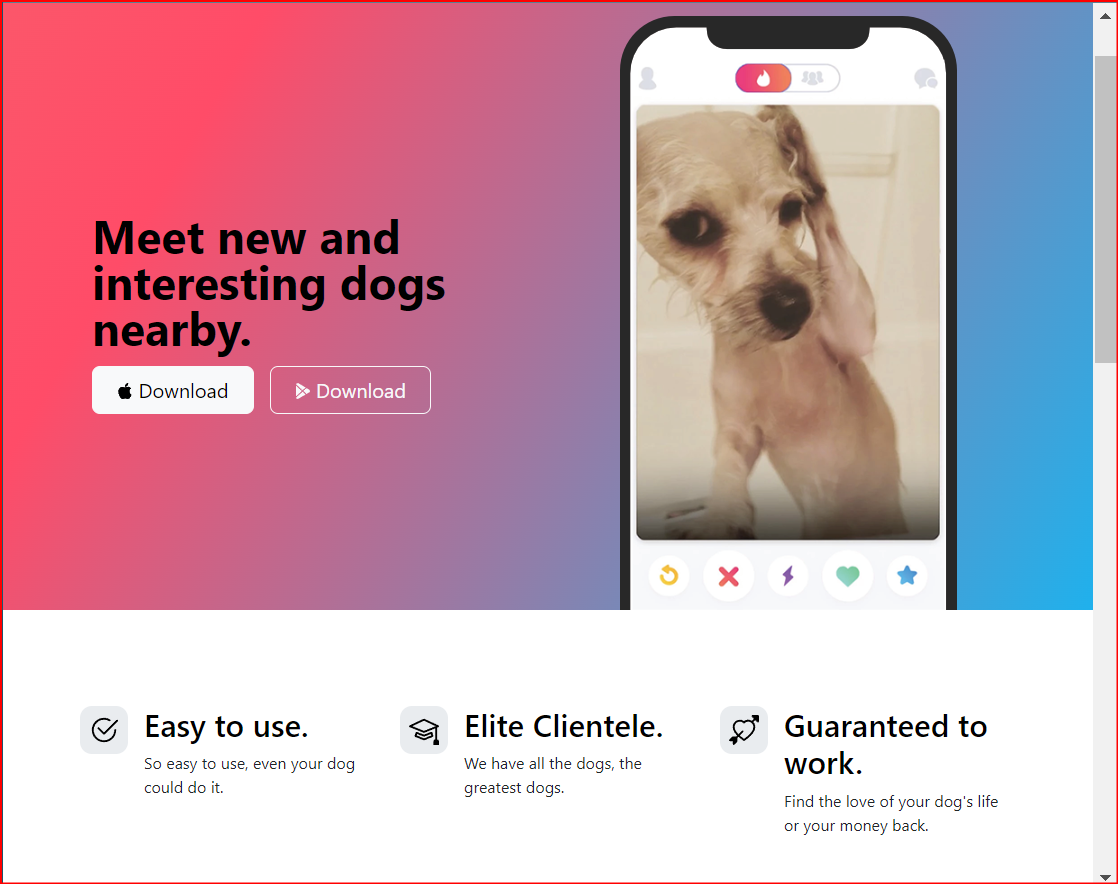 Meet new and
interesting dogs
nearby.
Download
Download
Easy to use.
So easy to use, even your dog
could do it.
Elite Clientele.
We have all the dogs, the
greatest dogs.
Guaranteed to
work.
Find the love of your dog's life
or your money back.